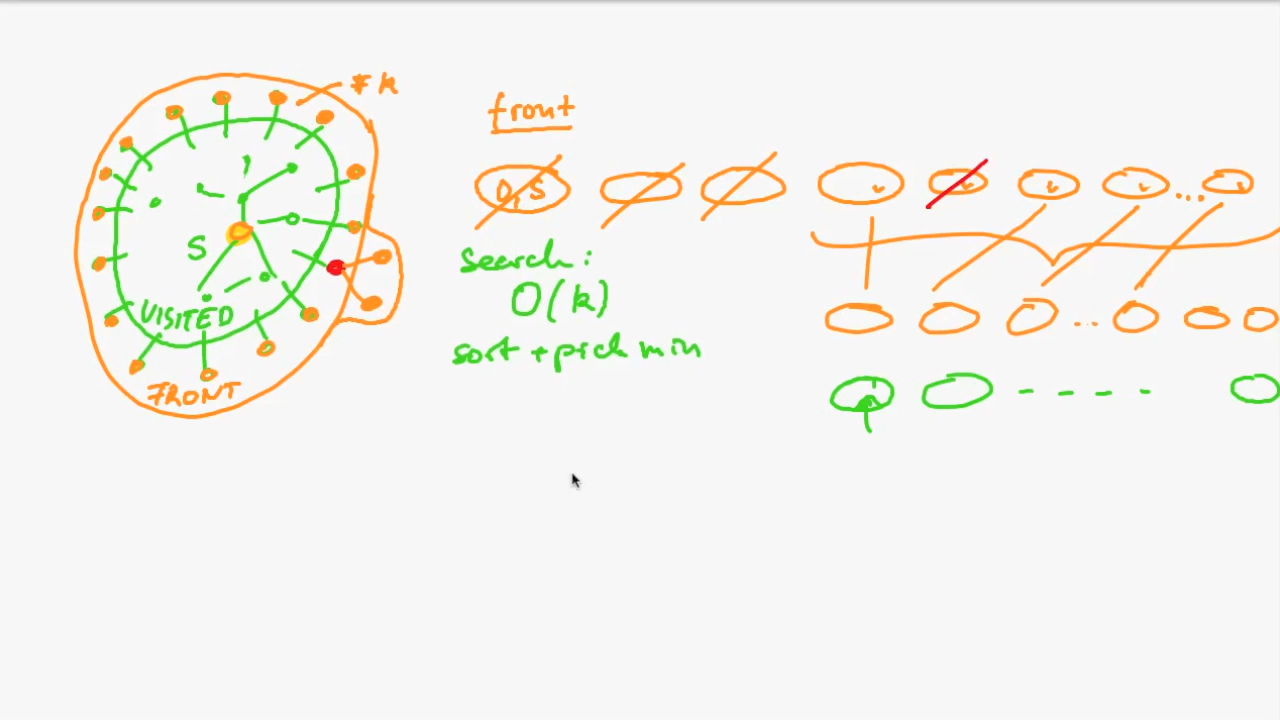 # k
front
0, S
S
search:
O(k)
VISITED
sort + pick min
FRONT